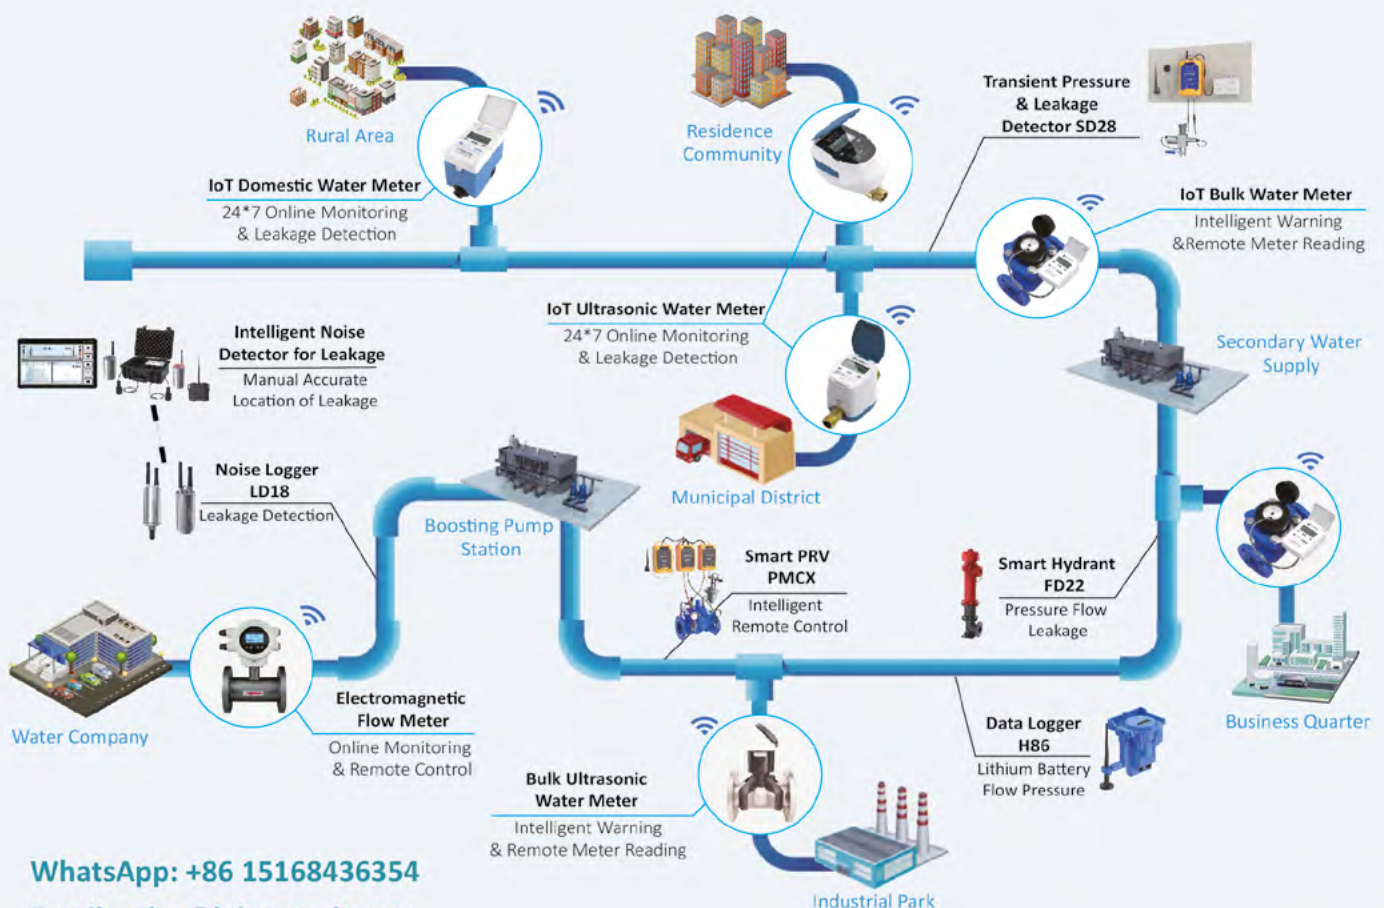 Rural Area
Residence
Community
Transient Pressure
& Leakage
Detector SD28
IoT Domestic Water Meter
24*7 Online Monitoring
& Leakage Detection
IoT Bulk Water Meter
Intelligent Warning
&Remote Meter Reading
IoT Ultrasonic Water Meter
24*7 Online Monitoring
& Leakage Detection
Intelligent Noise
Detector for Leakage
Manual Accurate
Location of Leakage
Secondary Water
Supply
Noise Logger
LD18
Leakage Detection
Municipal District
Boosting Pump
Station
Smart PRV
PMCX
Intelligent
Remote Control
Smart Hydrant
FD22
Pressure Flow
Leakage
Water Company
Electromagnetic
Flow Meter
Online Monitoring
& Remote Control
Business Quarter
Data Logger
H86
Lithium Battery
Flow Pressure
Bulk Ultrasonic
Water Meter
Intelligent Warning
& Remote Meter Reading
Industrial Park
WhatsApp: +86 15168436354